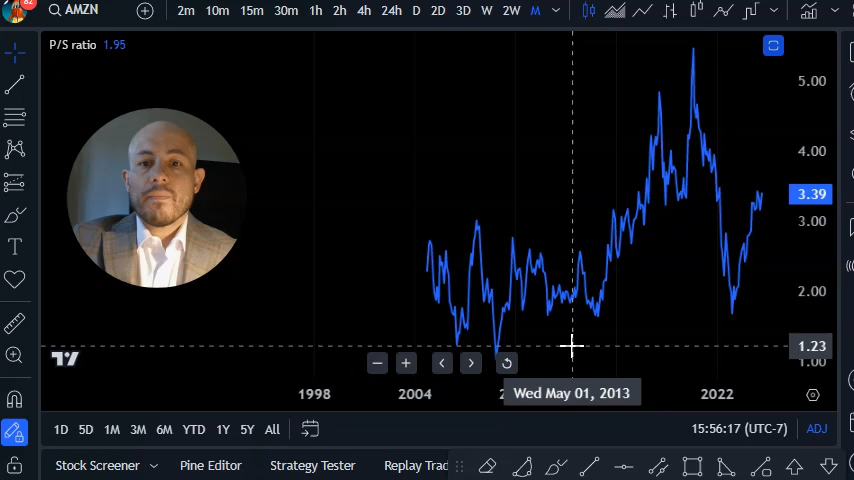 82
AMZN 2m 10m 15m 30m 1h 2h 4h 24h D 2D 3D W 2W M
P/S ratio 1.95
5.00
4.00
3.39
3.00
2.00
1.23
1.00
1998 2004 Wed May 01, 2013 2022
1D 5D 1M 3M 6M YTD 1Y 5Y All 15:56:17 (UTC-7) ADJ
Stock Screener Pine Editor Strategy Tester Replay Trad